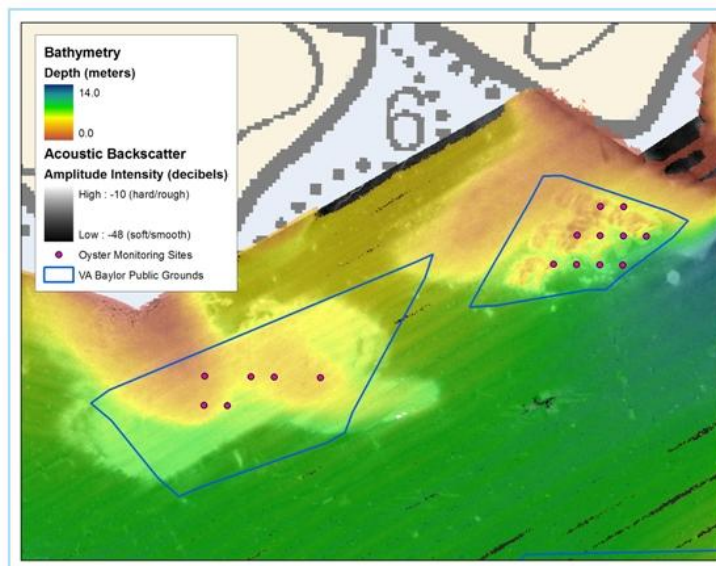 Bathymetry
Depth (meters)
14.0
0.0
Acoustic Backscatter
Amplitude Intensity (decibels)
High : -10 (hard/rough)
Low : -48 (soft/smooth)
Oyster Monitoring Sites
VA Baylor Public Grounds
6